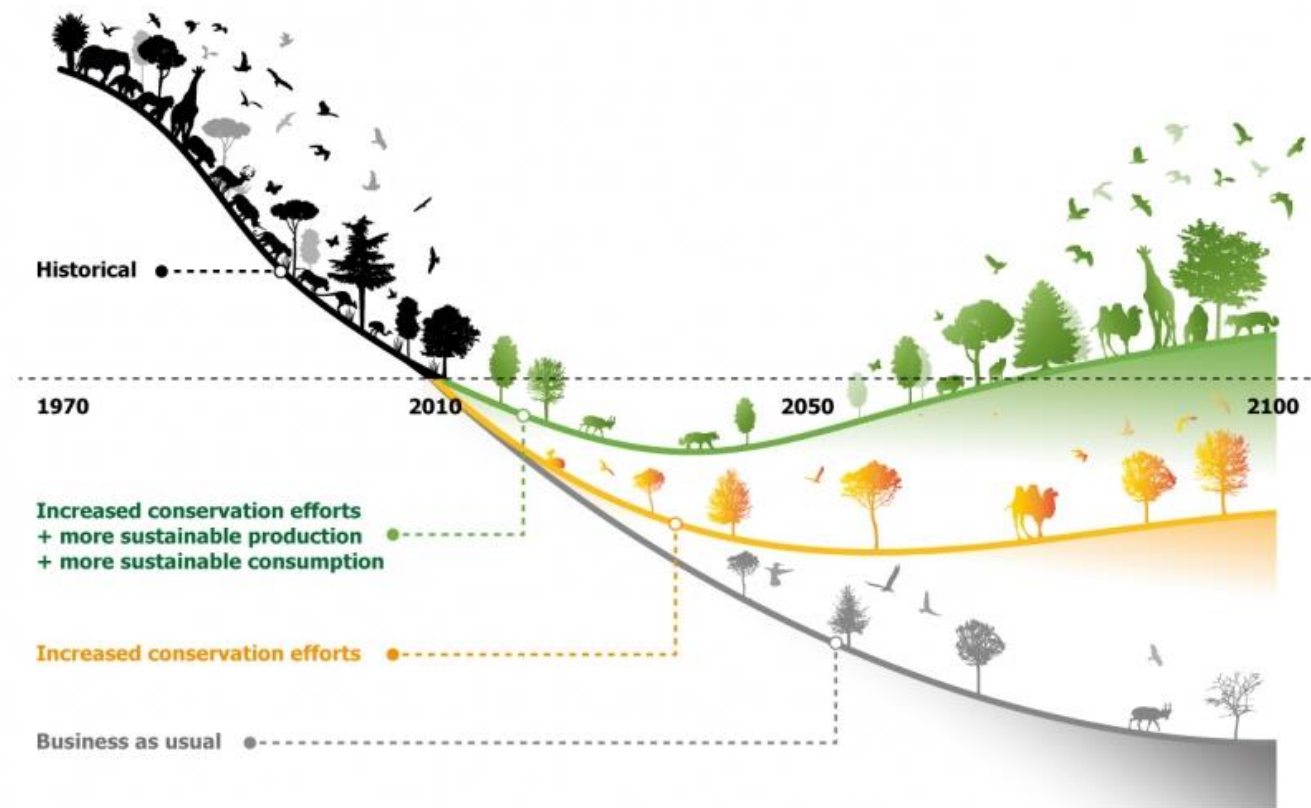 Historical
1970 2010 2050 2100
Increased conservation efforts
+ more sustainable production
+ more sustainable consumption
Increased conservation efforts
Business as usual